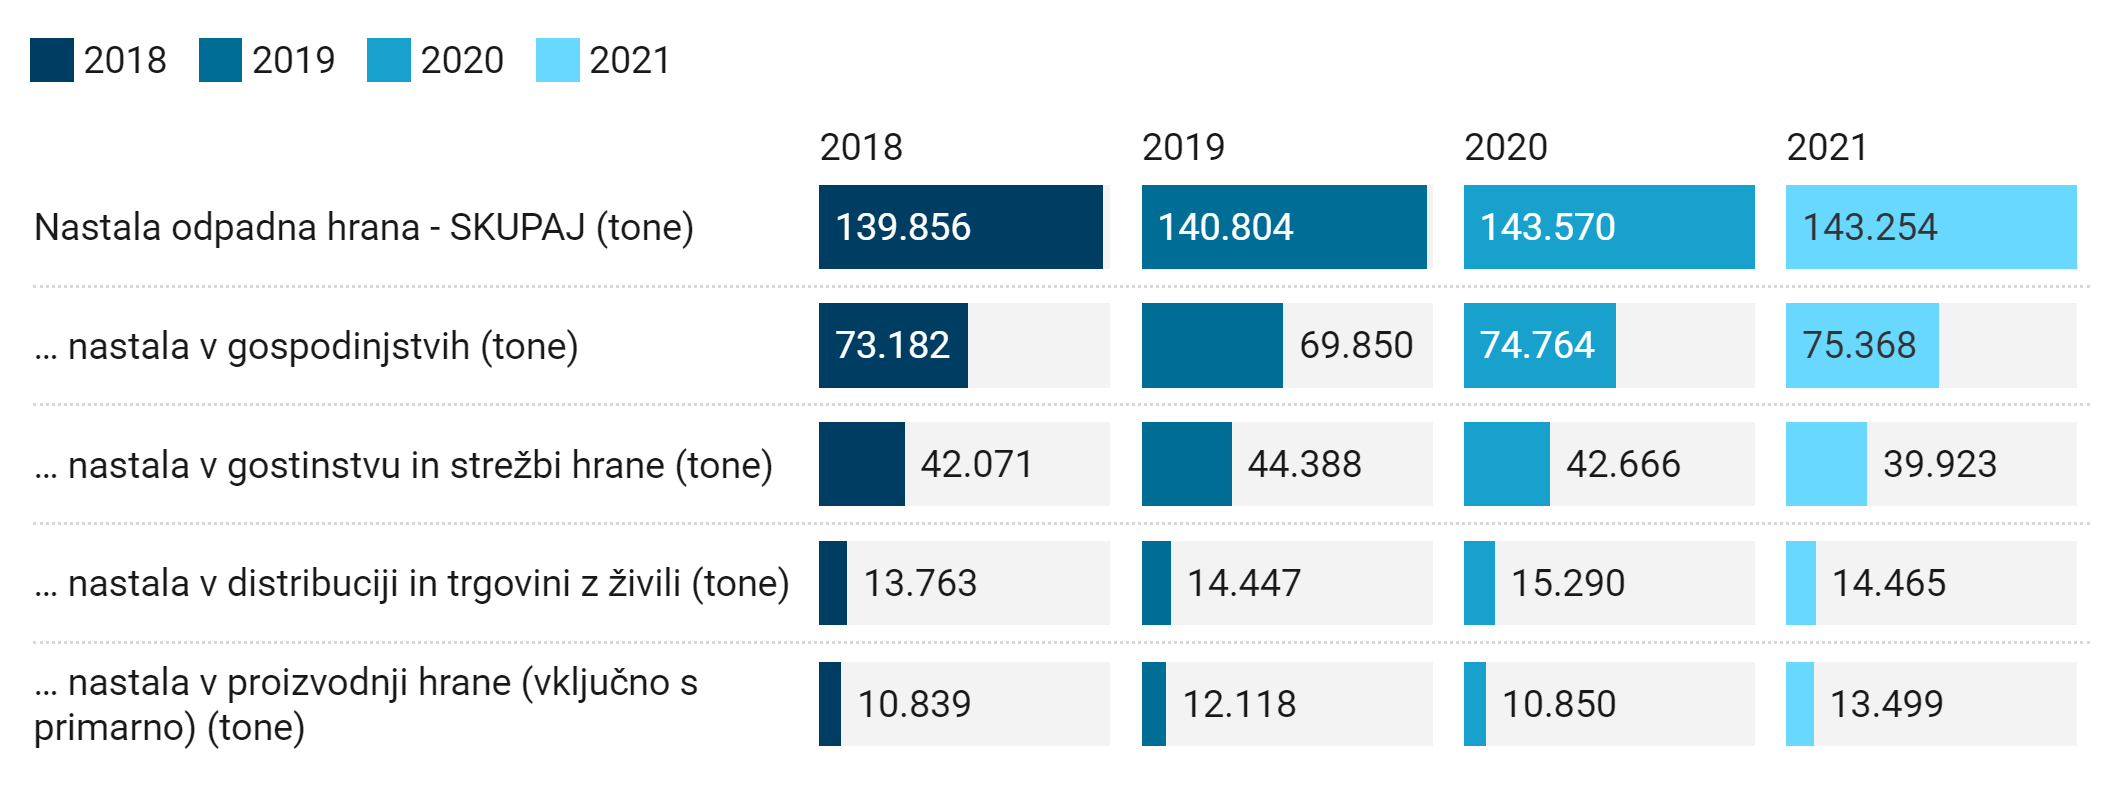 2018 2019 2020 2021
2018 2019 2020 2021
Nastala odpadna hrana - SKUPAJ (tone) 139.856 140.804 143.570 143.254
... nastala v gospodinjstvih (tone) 73.182 69.850 74.764 75.368
... nastala v gostinstvu in strežbi hrane (tone) 42.071 44.388 42.666 39.923
... nastala v distribuciji in trgovini z živili (tone) 13.763 14.447 15.290 14.465
... nastala v proizvodnji hrane (vključno s
primarno) (tone) 10.839 12.118 10.850 13.499